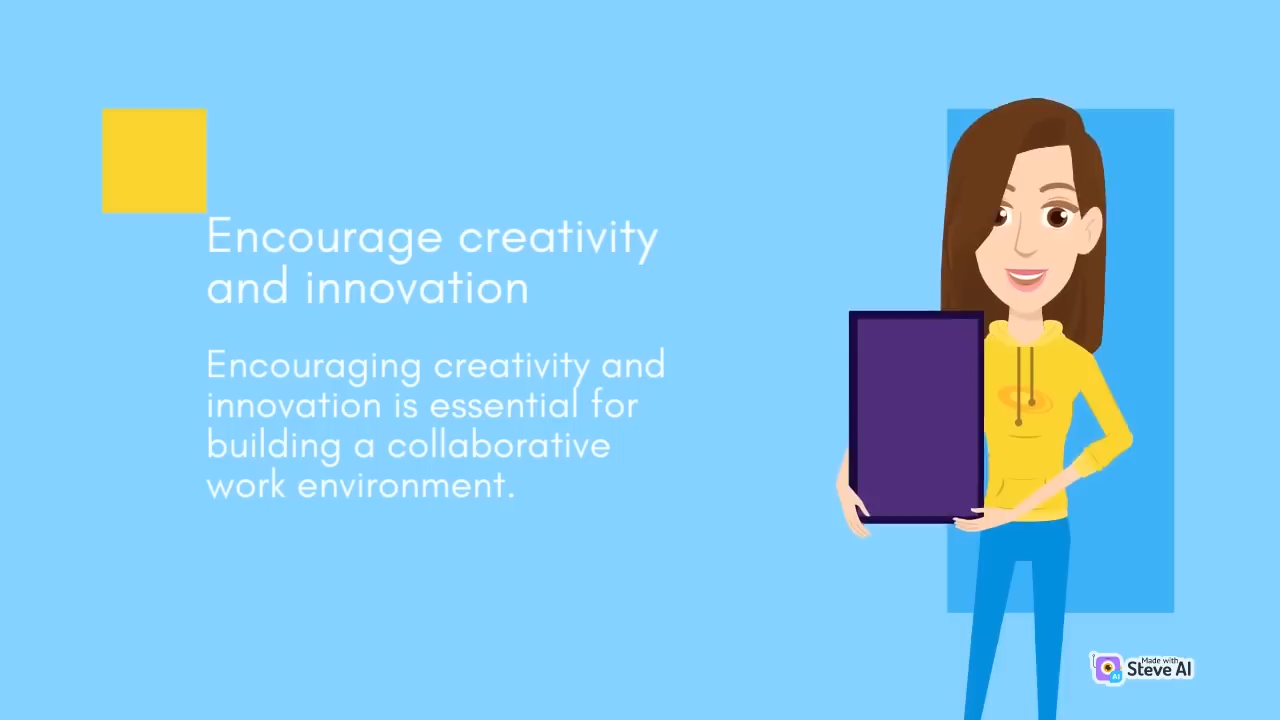 Encourage creativity
and innovation
Encouraging creativity and
innovation is essential for
building a collaborative
work environment.
Made with
Steve AI
AI